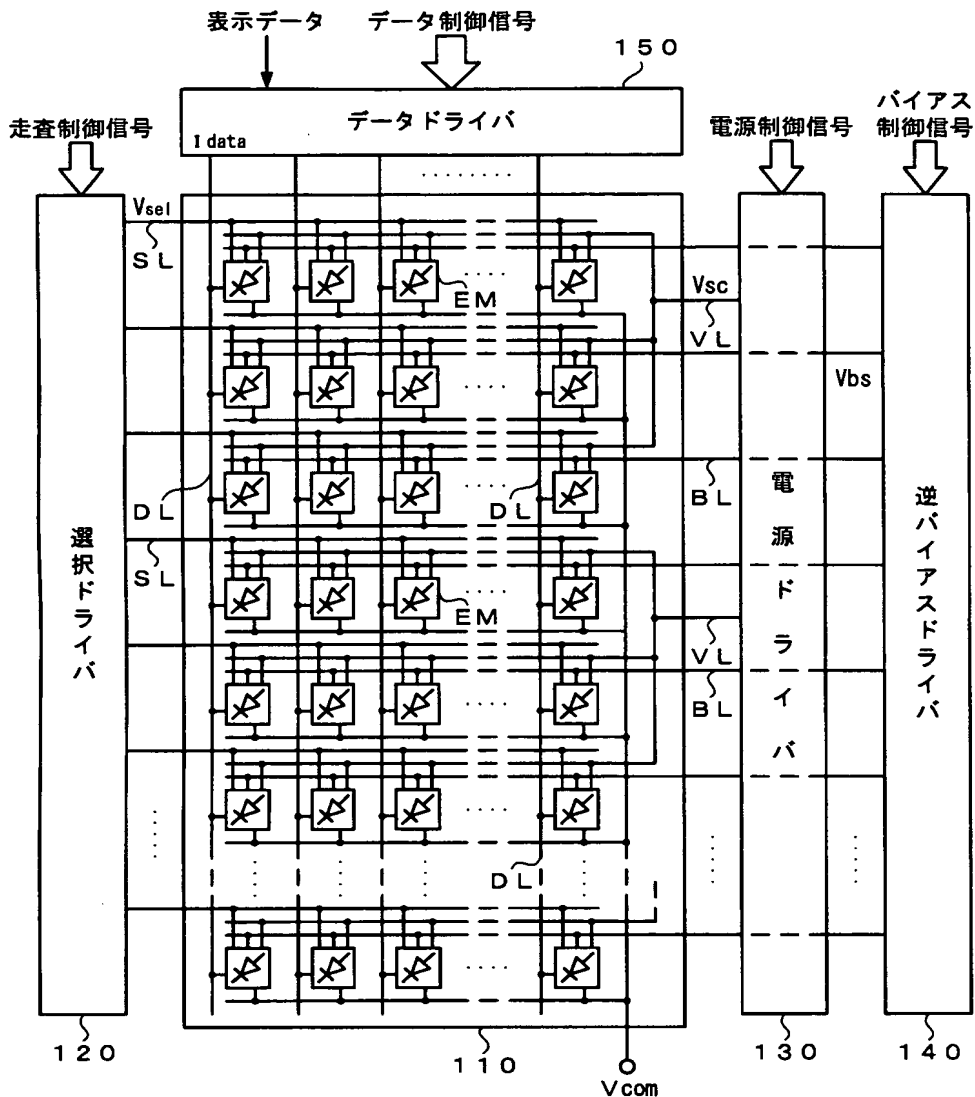 表示データ
データ制御信号
150
走査制御信号
データドライバ
Idata
電源制御信号
バイアス
制御信号
Vsel
SL
EM
Vsc
VL
Vbs
DL
DL
BL
SL
EM
VL
BL
選択ドライバ
電源ドライバ
逆バイアスドライバ
DL
120
110
130
140
Vcom